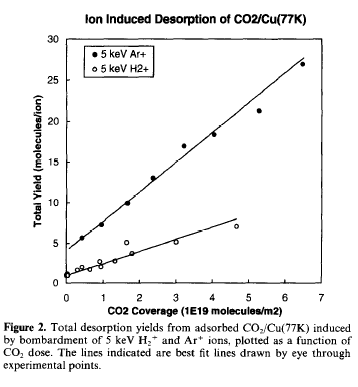 Ion Induced Desorption of CO2/Cu(77K)
30
25
20
15
10
5
0
Total Yield (molecules/ion)
● 5 keV Ar+
○ 5 keV H2+
0 1 2 3 4 5 6 7
CO2 Coverage (1E19 molecules/m2)
Figure 2. Total desorption yields from adsorbed CO₂/Cu(77K) induced
by bombardment of 5 keV H₂⁺ and Ar⁺ ions, plotted as a function of
CO₂ dose. The lines indicated are best fit lines drawn by eye through
experimental points.